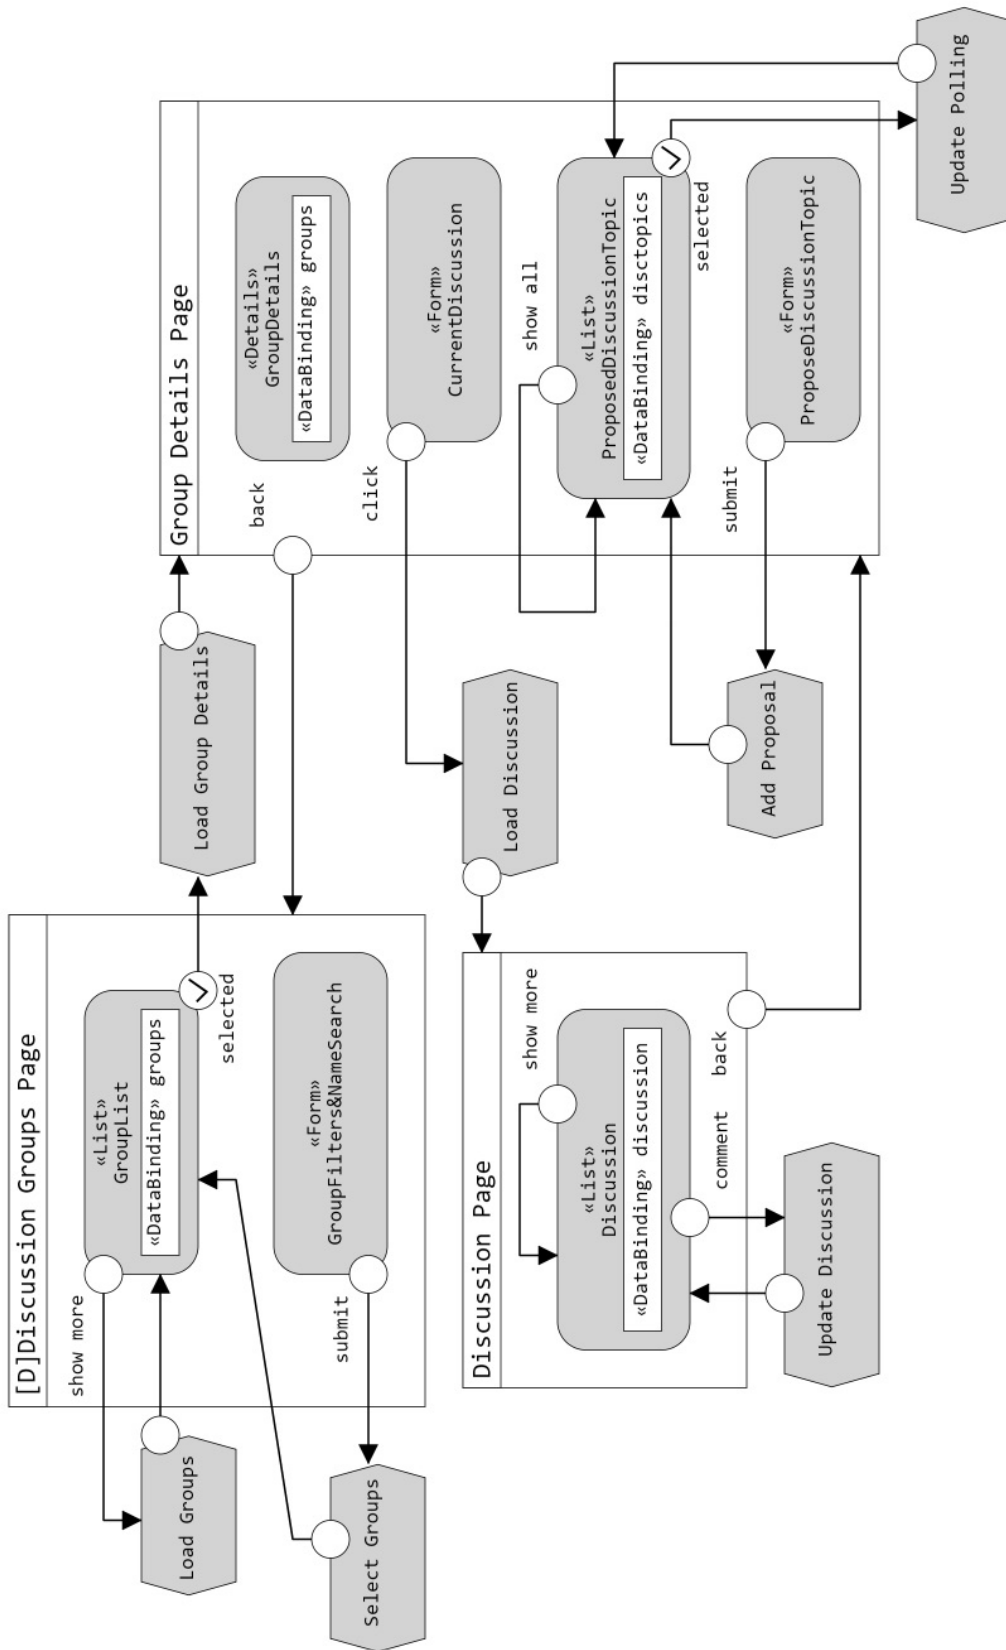 [D]Discussion Groups Page
«List»
GroupList
«DataBinding» groups
show more
selected
Load Groups
«Form»
GroupFilters&NameSearch
submit
Select Groups
Load Group Details
Group Details Page
«Details»
GroupDetails
«DataBinding» groups
back
«Form»
CurrentDiscussion
click
show all
«List»
ProposedDiscussionTopic
«DataBinding» disctopics
selected
«Form»
ProposeDiscussionTopic
submit
Update Polling
Load Discussion
Add Proposal
Discussion Page
show more
«List»
Discussion
«DataBinding» discussion
comment
back
Update Discussion